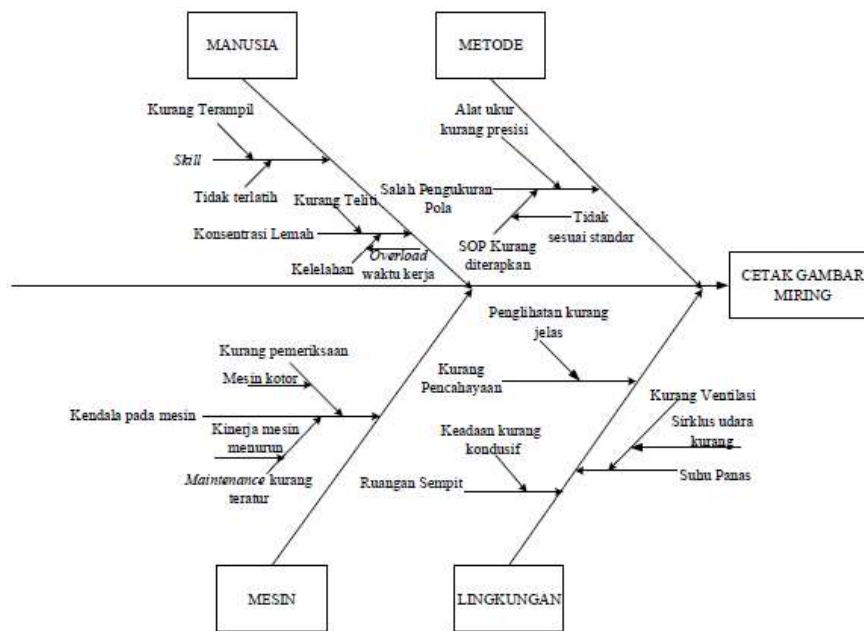 MANUSIA
METODE
Kurang Terampil
Skill
Tidak terlatih
Kurang Teliti
Konsentrasi Lemah
Kelelahan
Overload
waktu kerja
Alat ukur
kurang presisi
Salah Pengukuran
Pola
Tidak
sesuai standar
SOP Kurang
diterapkan
CETAK GAMBAR
MIRING
Kurang pemeriksaan
Mesin kotor
Kendala pada mesin
Kinerja mesin
menurun
Maintenance kurang
teratur
Penglihatan kurang
jelas
Kurang
Pencahayaan
Keadaan kurang
kondusif
Ruangan Sempit
Kurang Ventilasi
Sirklus udara
kurang
Suhu Panas
MESIN
LINGKUNGAN